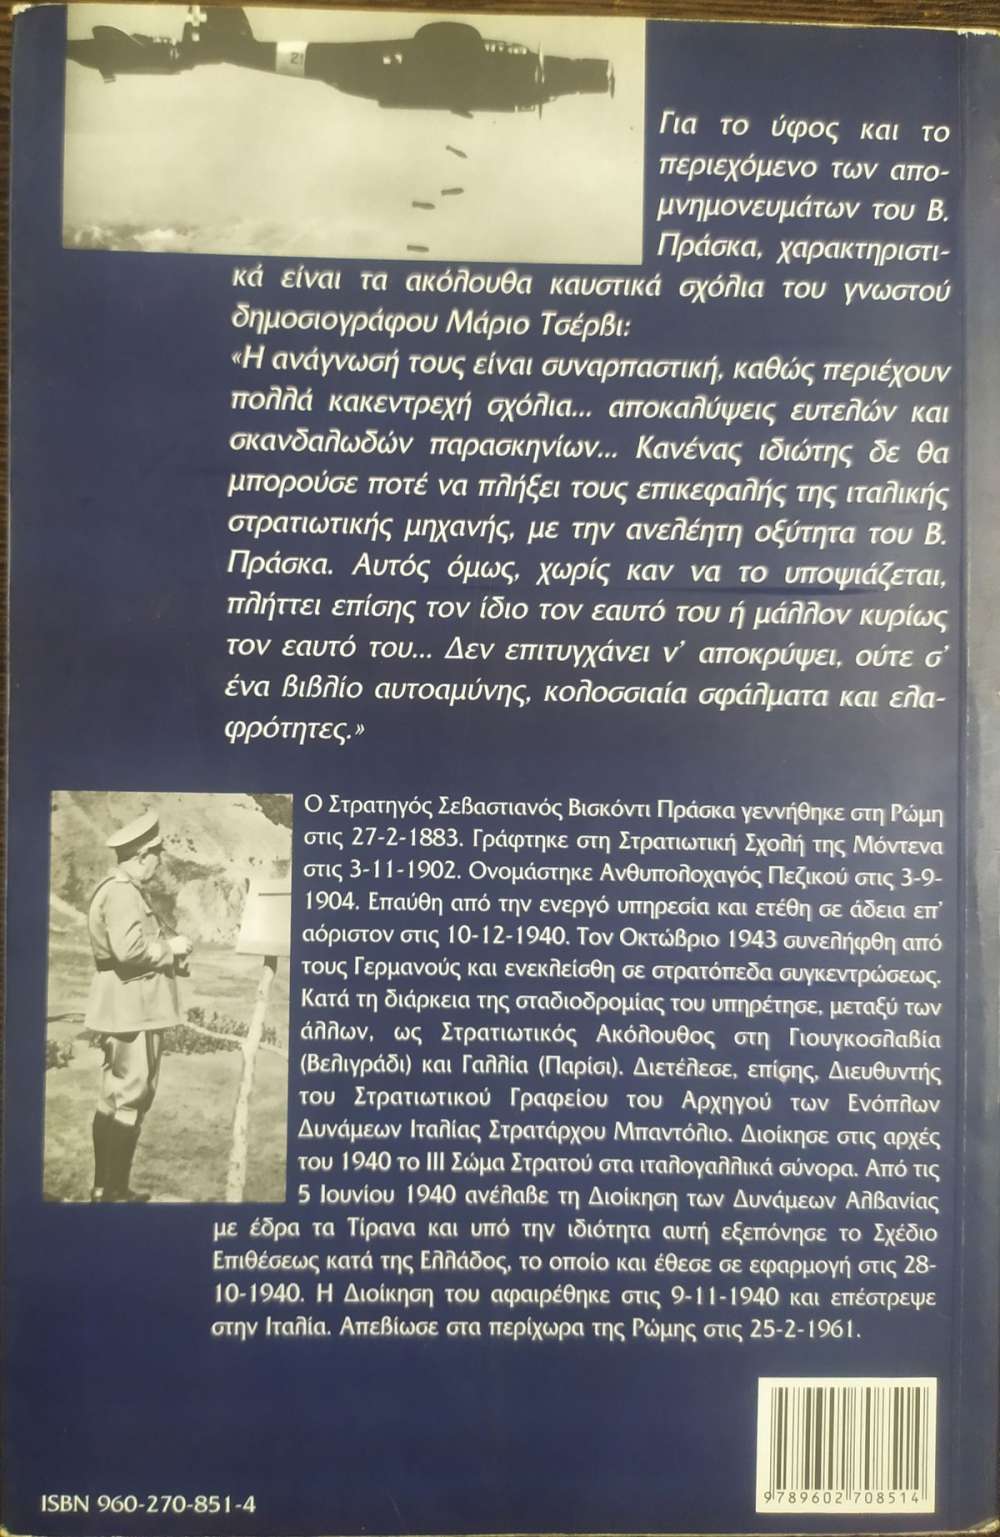 21
Για το ύφος και το
περιεχόμενο των απο-
μνημονευμάτων του Β.
Πράσκα, χαρακτηριστι-
κά είναι τα ακόλουθα καυστικά σχόλια του γνωστού
δημοσιογράφου Μάριο Τσέρβι:
«Η ανάγνωσή τους είναι συναρπαστική, καθώς περιέχουν
πολλά κακεντρεχή σχόλια... αποκαλύψεις ευτελών και
σκανδαλωδών παρασκηνίων... Κανένας ιδιώτης δε θα
μπορούσε ποτέ να πλήξει τους επικεφαλής της ιταλικής
στρατιωτικής μηχανής, με την ανελέητη οξύτητα του Β.
Πράσκα. Αυτός όμως, χωρίς καν να το υποψιάζεται,
πλήττει επίσης τον ίδιο τον εαυτό του ή μάλλον κυρίως
τον εαυτό του... Δεν επιτυγχάνει ν' αποκρύψει, ούτε σ'
ένα βιβλίο αυτοαμύνης, κολοσσιαία σφάλματα και ελα-
φρότητες.»
Ο Στρατηγός Σεβαστιανός Βισκόντι Πράσκα γεννήθηκε στη Ρώμη
στις 27-2-1883. Γράφτηκε στη Στρατιωτική Σχολή της Μόντενα
στις 3-11-1902. Ονομάστηκε Ανθυπολοχαγός Πεζικού στις 3-9-
1904. Επαύθη από την ενεργό υπηρεσία και ετέθη σε άδεια επ'
αόριστον στις 10-12-1940. Τον Οκτώβριο 1943 συνελήφθη από
τους Γερμανούς και ενεκλείσθη σε στρατόπεδα συγκεντρώσεως.
Κατά τη διάρκεια της σταδιοδρομίας του υπηρέτησε, μεταξύ των
άλλων, ως Στρατιωτικός Ακόλουθος στη Γιουγκοσλαβία
(Βελιγράδι) και Γαλλία (Παρίσι). Διετέλεσε, επίσης, Διευθυντής
του Στρατιωτικού Γραφείου του Αρχηγού των Ενόπλων
Δυνάμεων Ιταλίας Στρατάρχου Μπαντόλιο. Διοίκησε στις αρχές
του 1940 το ΙΙΙ Σώμα Στρατού στα ιταλογαλλικά σύνορα. Από τις
5 Ιουνίου 1940 ανέλαβε τη Διοίκηση των Δυνάμεων Αλβανίας
με έδρα τα Τίρανα και υπό την ιδιότητα αυτή εξεπόνησε το Σχέδιο
Επιθέσεως κατά της Ελλάδος, το οποίο και έθεσε σε εφαρμογή στις 28-
10-1940. Η Διοίκηση του αφαιρέθηκε στις 9-11-1940 και επέστρεψε
στην Ιταλία. Απεβίωσε στα περίχωρα της Ρώμης στις 25-2-1961.
ISBN 960-270-851-4
9 789602 708514